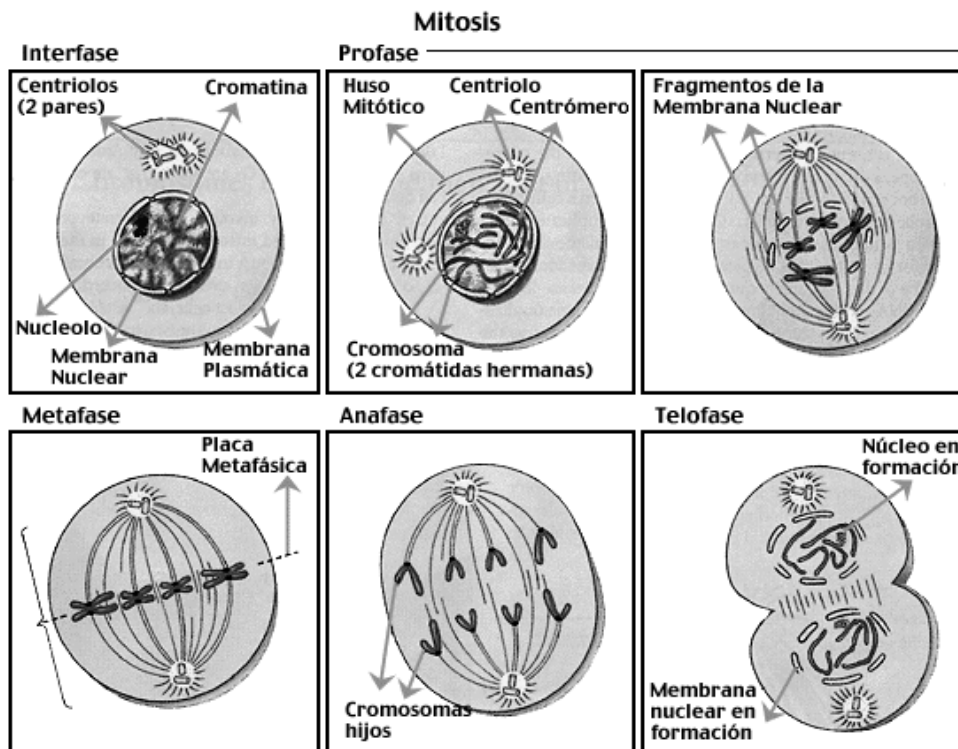 Mitosis
Interfase
Profase
Centriolos
(2 pares)
Cromatina
Nucleolo
Membrana
Nuclear
Membrana
Plasmática
Huso
Mitótico
Centriolo
Centrómero
Cromosoma
(2 cromátidas hermanas)
Fragmentos de la
Membrana Nuclear
Metafase
Anafase
Telofase
Placa
Metafásica
Cromosomas
hijos
Núcleo en
formación
Membrana
nuclear en
formación